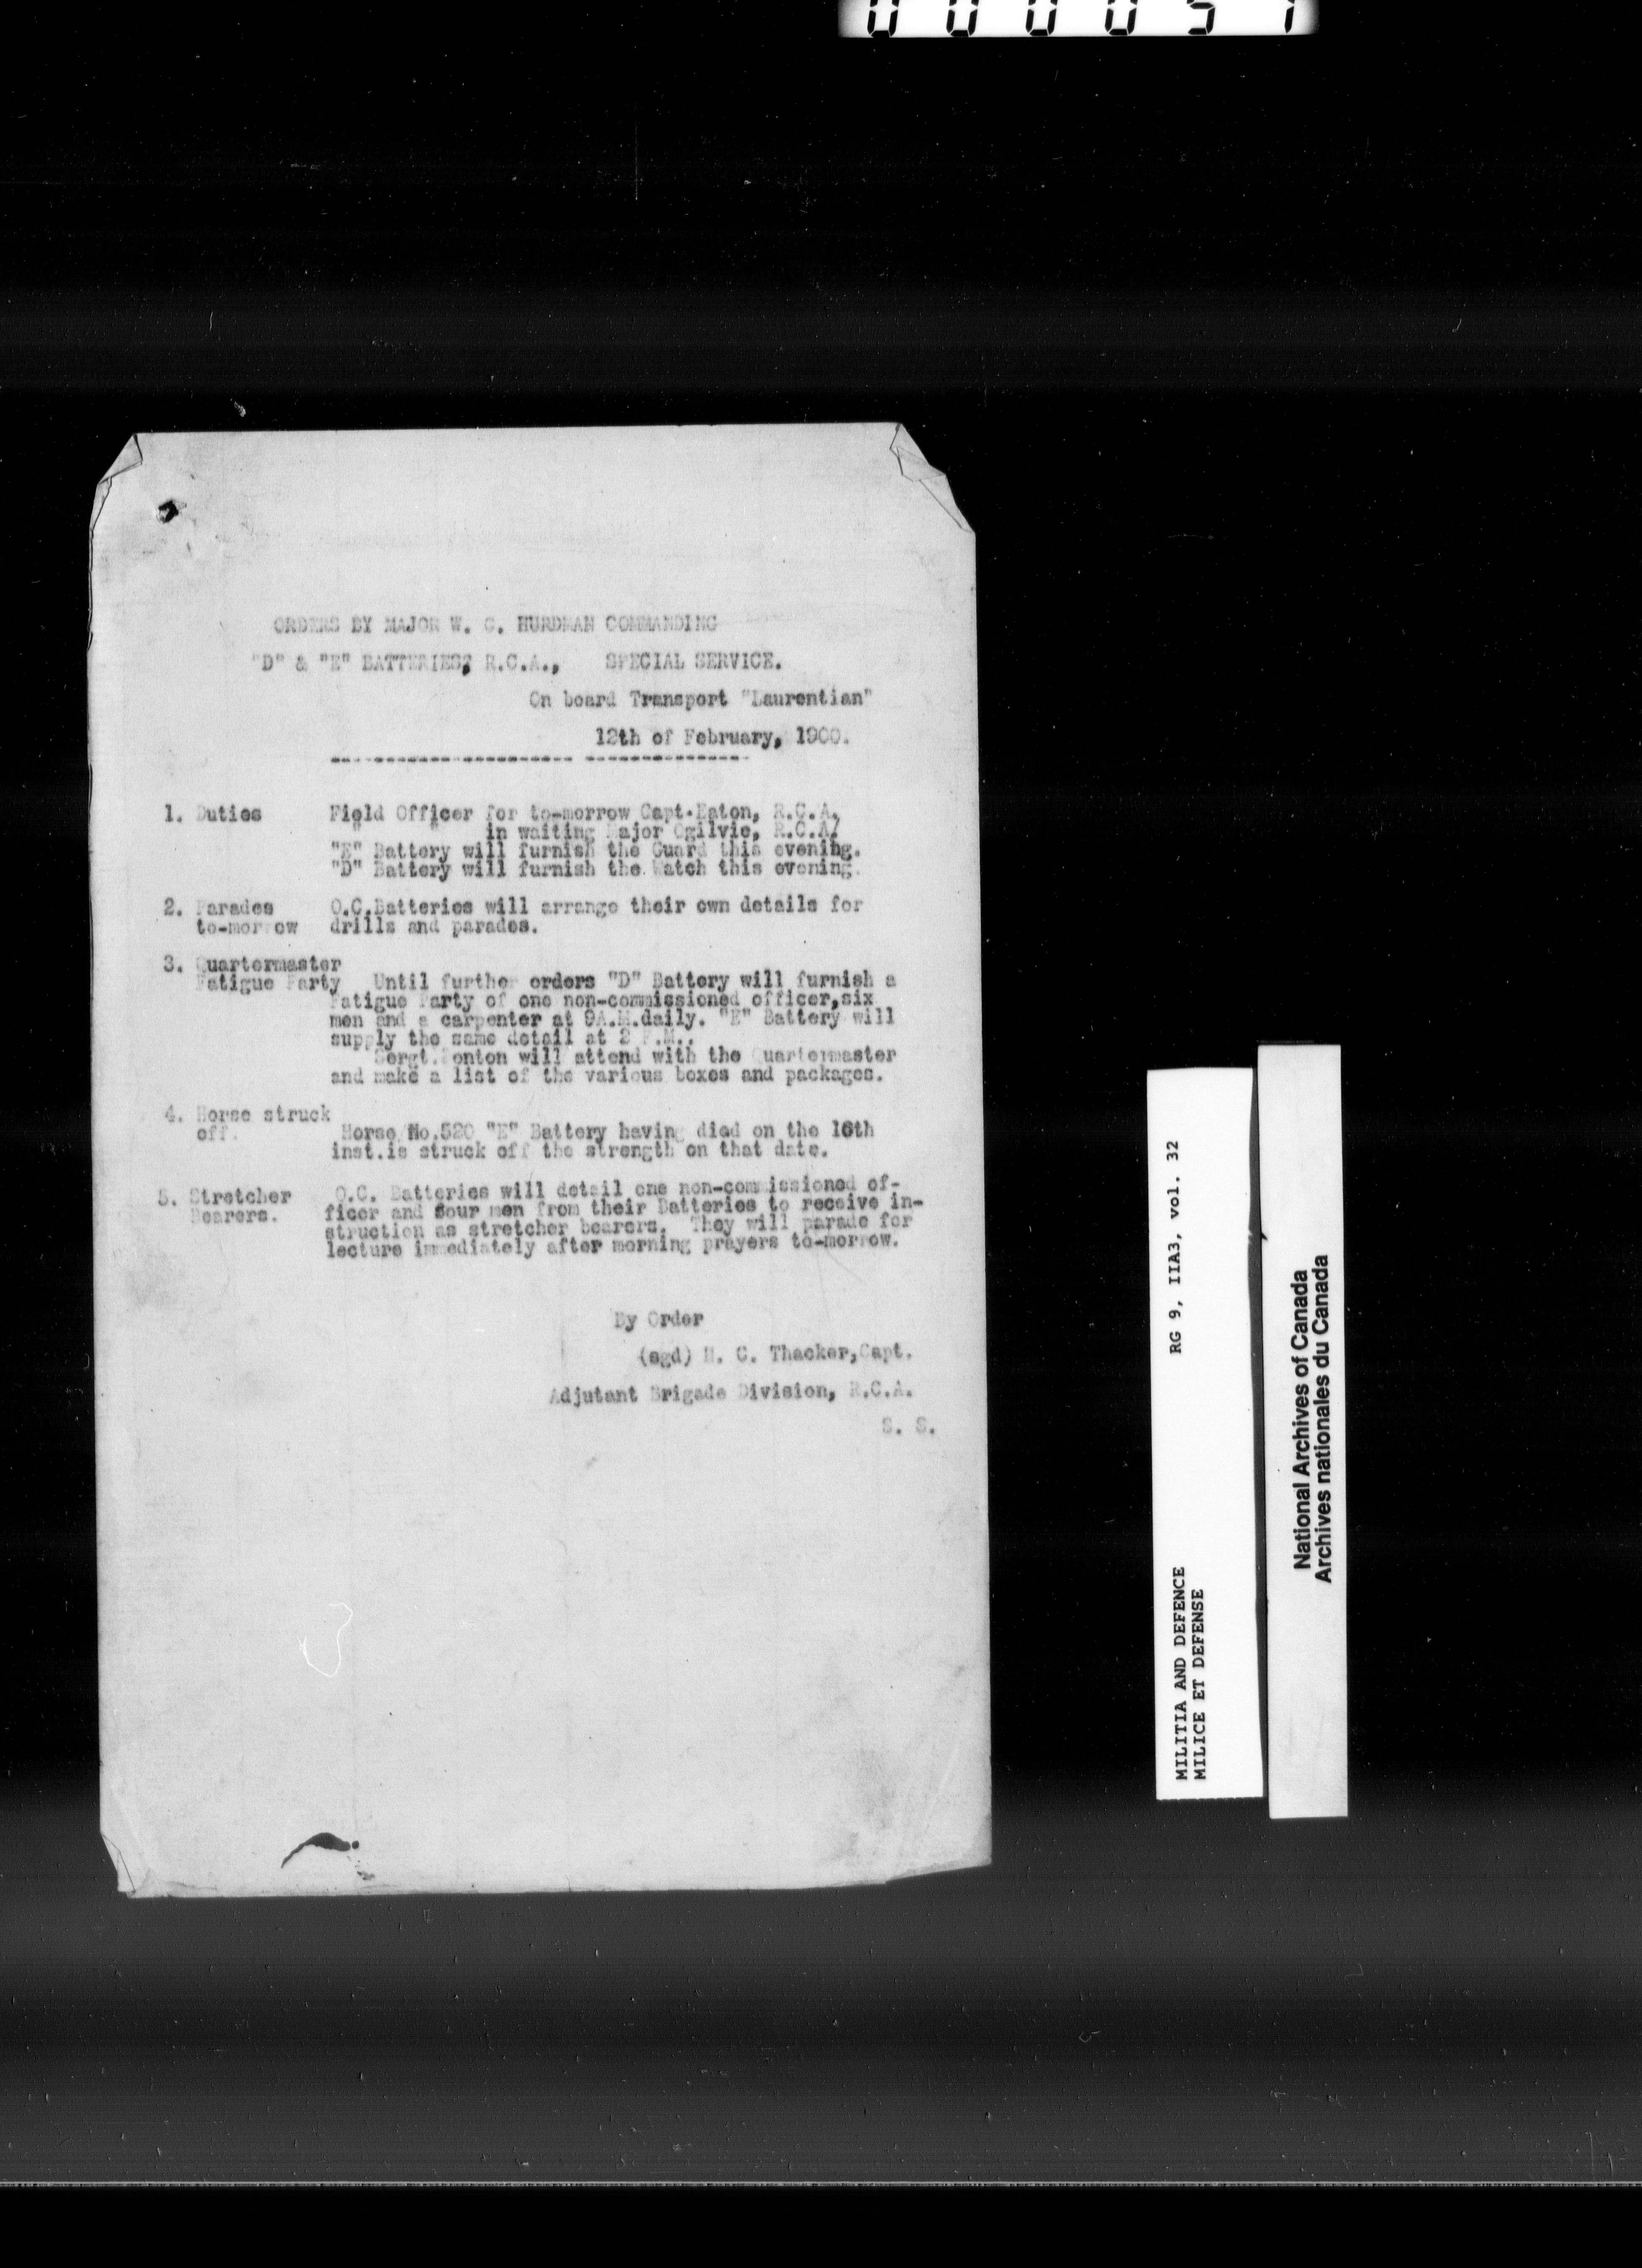 000051
ORDERS BY MAJOR W. G. HURDMAN COMMANDING
"D" & "E" BATTERIES, R.C.A., SPECIAL SERVICE.
On board Transport "Laurentian"
12th of February, 1900.
1. Duties Field Officer for to-morrow Capt.Eaton, R.C.A.
" " in waiting Major Ogilvie, R.C.A.
"E" Battery will furnish the Guard this evening.
"D" Battery will furnish the Watch this evening.
2. Parades O.C.Batteries will arrange their own details for
to-morrow drills and parades.
3. Quartermaster
Fatigue Party Until further orders "D" Battery will furnish a
Fatigue Party of one non-commissioned officer,six
men and a carpenter at 9A.M.daily. "E" Battery will
supply the same detail at 2 P.M..
Sergt. will attend with the Quartermaster
and make a list of the various boxes and packages.
4. Horse struck
off. Horse No.520 "E" Battery having died on the 16th
inst.is struck off the strength on that date.
5. Stretcher O.C. Batteries will detail one non-commissioned of-
Bearers. ficer and four men from their Batteries to receive in-
struction as stretcher bearers. They will parade for
lecture immediately after morning prayers to-morrow.
By Order
(sgd) H. C. Thacker,Capt.
Adjutant Brigade Division, R.C.A.
S. S.
MILITIA AND DEFENCE RG 9, IIA3, vol. 32
MILICE ET DEFENSE
National Archives of Canada
Archives nationales du Canada